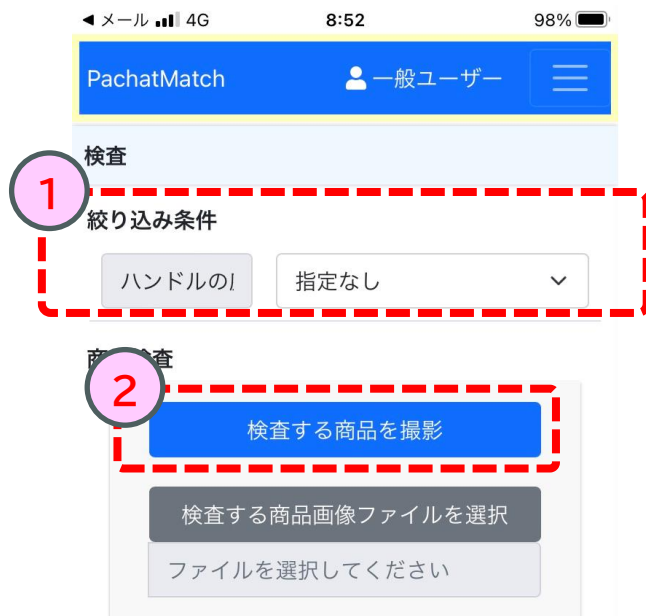 ◀メール 4G 8:52 98%
PachatMatch 一般ユーザー
検査
1
絞り込み条件
ハンドルの 指定なし
商 検査
2
検査する商品を撮影
検査する商品画像ファイルを選択
ファイルを選択してください